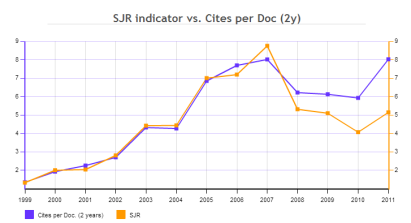 SJR indicator vs. Cites per Doc (2y)
9 9
8 8
7 7
6 6
5 5
4 4
3 3
2 2
1999 2000 2001 2002 2003 2004 2005 2006 2007 2008 2009 2010 2011
Cites per Doc. (2 years) SJR